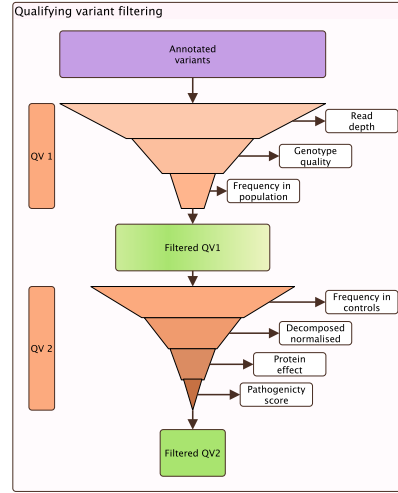 Qualifying variant filtering
Annotated
variants
QV 1
Read
depth
Genotype
quality
Frequency in
population
Filtered QV1
QV 2
Frequency in
controls
Decomposed
normalised
Protein
effect
Pathogenicty
score
Filtered QV2